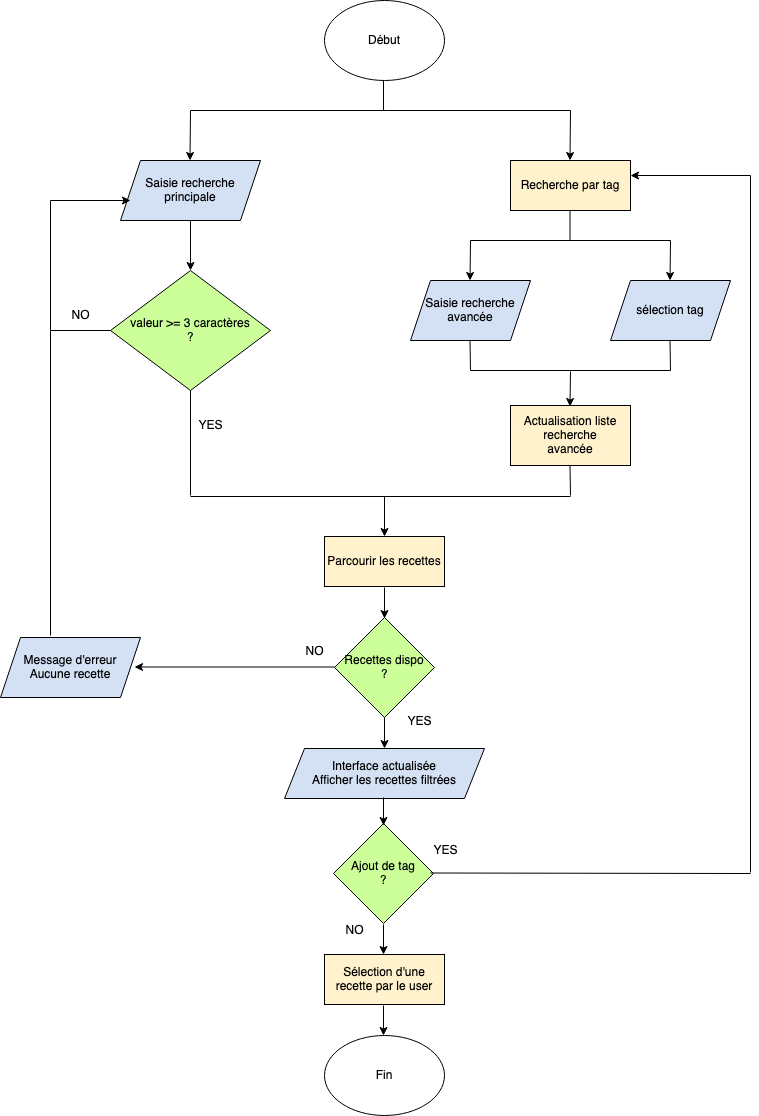 Début
Saisie recherche
principale
Recherche par tag
Saisie recherche
avancée
sélection tag
NO
valeur >= 3 caractères
?
YES
Actualisation liste
recherche
avancée
Parcourir les recettes
NO
Recettes dispo
?
Message d'erreur
Aucune recette
YES
Interface actualisée
Afficher les recettes filtrées
YES
Ajout de tag
?
NO
Sélection d'une
recette par le user
Fin